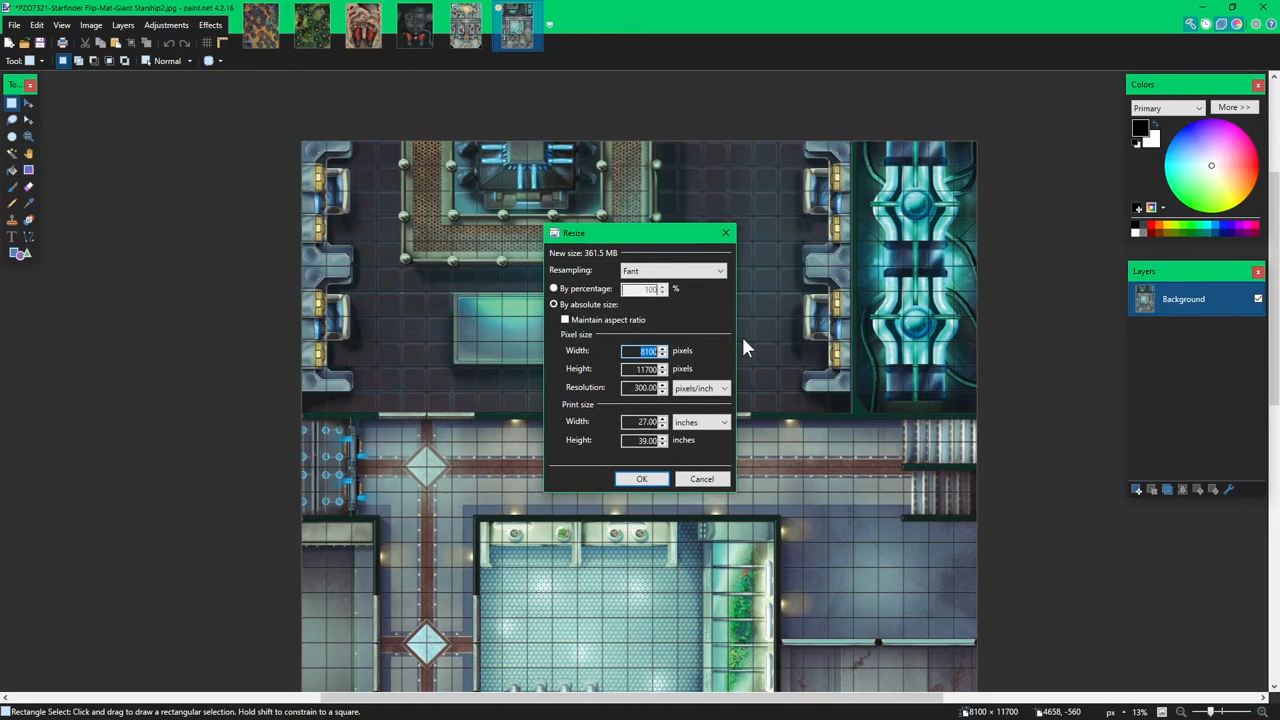 *PZO7321-Starfinder Flip-Mat-Giant Starship2.jpg - paint.net 4.2.16
File Edit View Image Layers Adjustments Effects
Tool: Normal
To...
Colors
Primary More >>
Layers
Background
Resize
New size: 361.5 MB
Resampling: Fant
By percentage: 100 %
By absolute size:
Maintain aspect ratio
Pixel size
Width: 8100 pixels
Height: 11700 pixels
Resolution: 300.00 pixels/inch
Print size
Width: 27.00 inches
Height: 39.00 inches
OK Cancel
Rectangle Select: Click and drag to draw a rectangular selection. Hold shift to constrain to a square. 8100 × 11700 4658, -560 px 13%